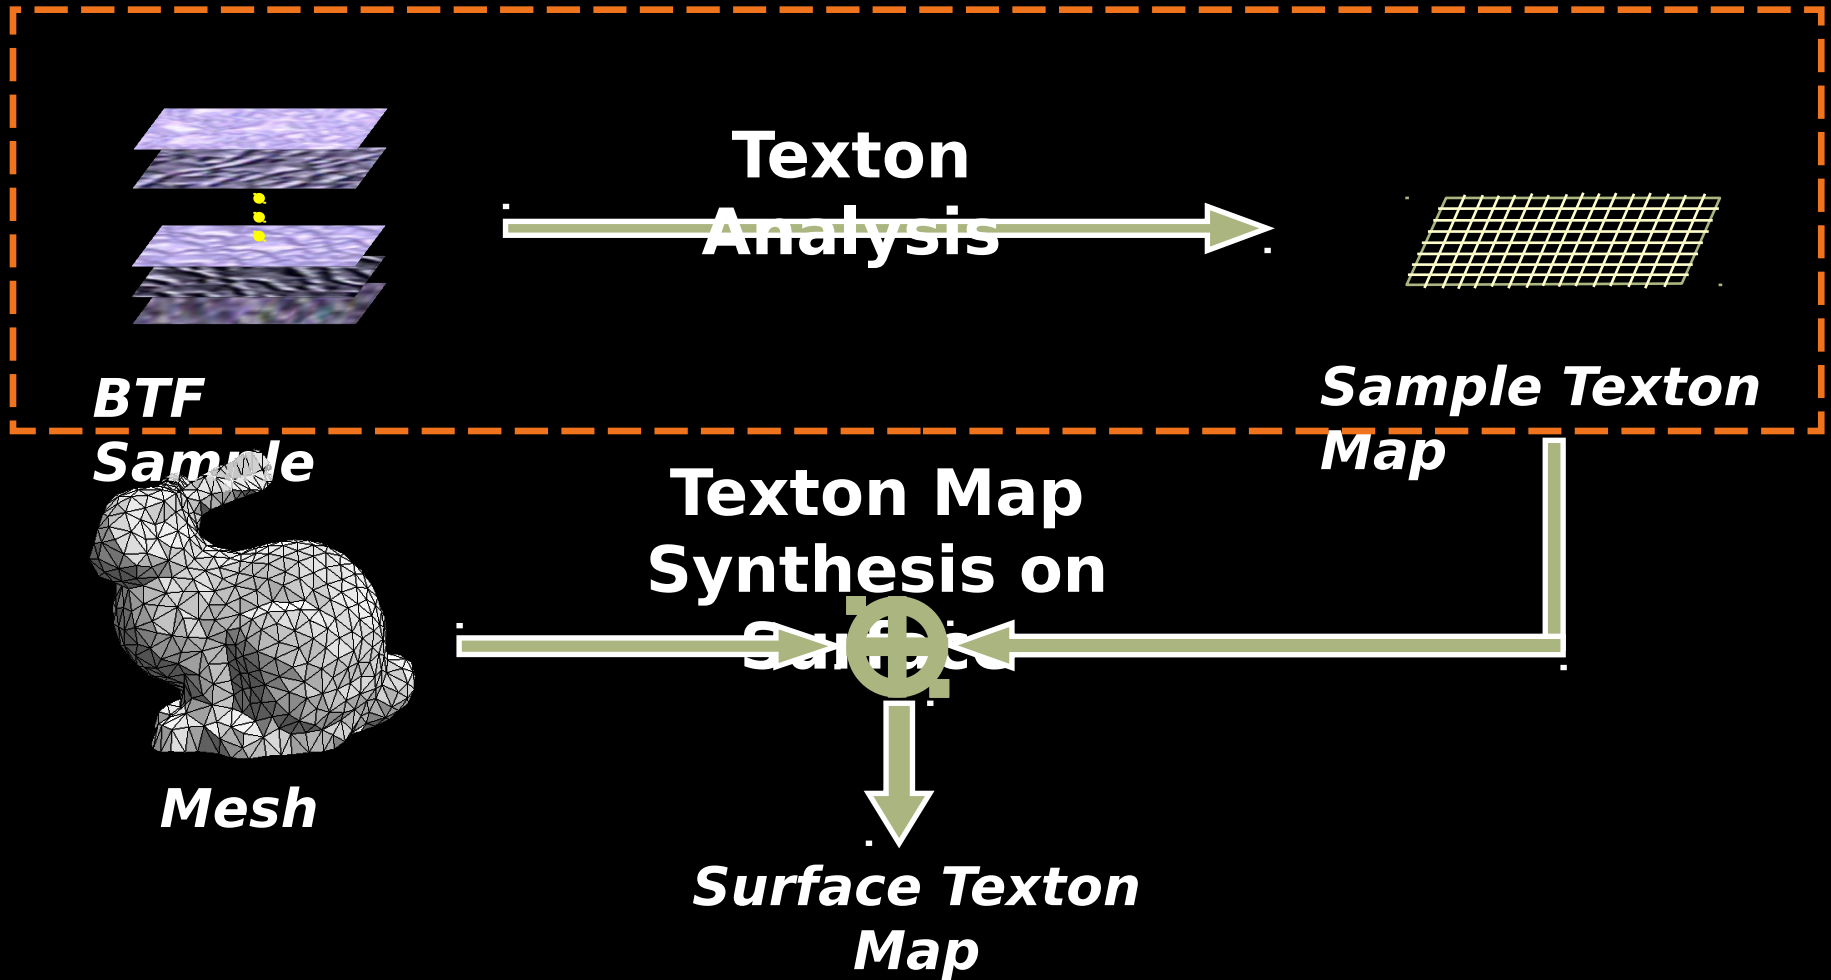 Texton
Analysis
BTF
Sample
Sample Texton
Map
Texton Map
Synthesis on
Surface
Mesh
Surface Texton
Map